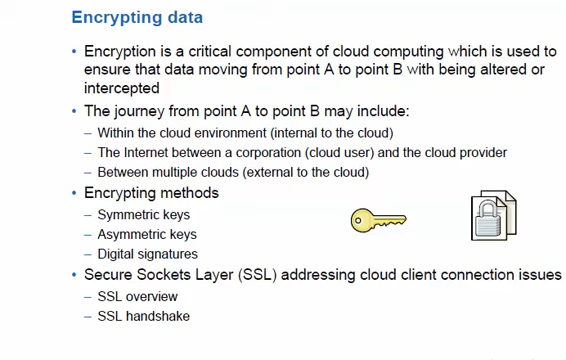 Encrypting data
• Encryption is a critical component of cloud computing which is used to
ensure that data moving from point A to point B with being altered or
intercepted
• The journey from point A to point B may include:
– Within the cloud environment (internal to the cloud)
– The Internet between a corporation (cloud user) and the cloud provider
– Between multiple clouds (external to the cloud)
• Encrypting methods
– Symmetric keys
– Asymmetric keys
– Digital signatures
• Secure Sockets Layer (SSL) addressing cloud client connection issues
– SSL overview
– SSL handshake